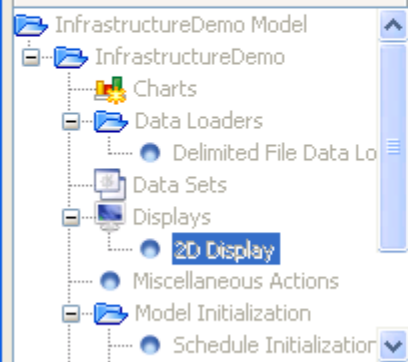 InfrastructureDemo Model
InfrastructureDemo
Charts
Data Loaders
Delimited File Data Lo
Data Sets
Displays
2D Display
Miscellaneous Actions
Model Initialization
Schedule Initialization